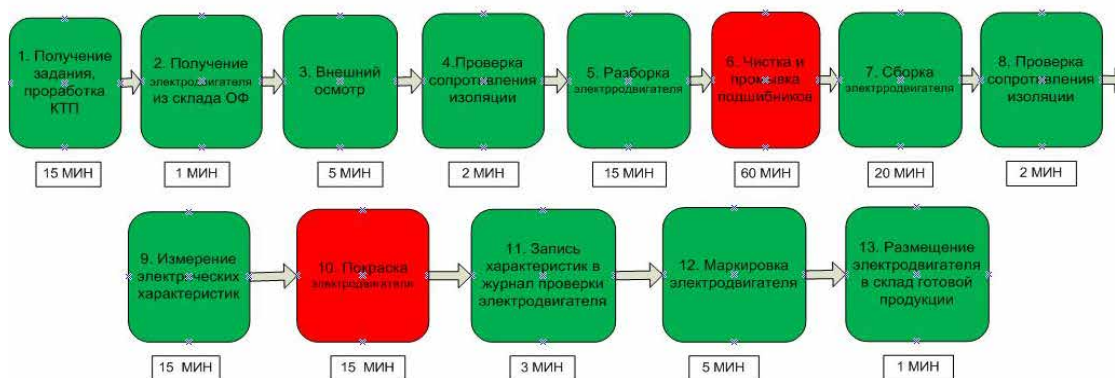 1. Получение
задания,
проработка
КТП
2. Получение
электродвигателя
из склада ОФ
3. Внешний
осмотр
4.Проверка
сопротивления
изоляции
5. Разборка
электрродвигателя
6. Чистка и
промывка
подшибников
7. Сборка
электрродвигателя
8. Проверка
сопротивления
изоляции
15 МИН
1 МИН
5 МИН
2 МИН
15 МИН
60 МИН
20 МИН
2 МИН
9. Измерение
электрических
характеристик
10. Покраска
электродвигателя
11. Запись
характеристик в
журнал проверки
электродвигателя
12. Маркировка
электродвигателя
13. Размещение
электродвигателя
в склад готовой
продукции
15 МИН
15 МИН
3 МИН
5 МИН
1 МИН